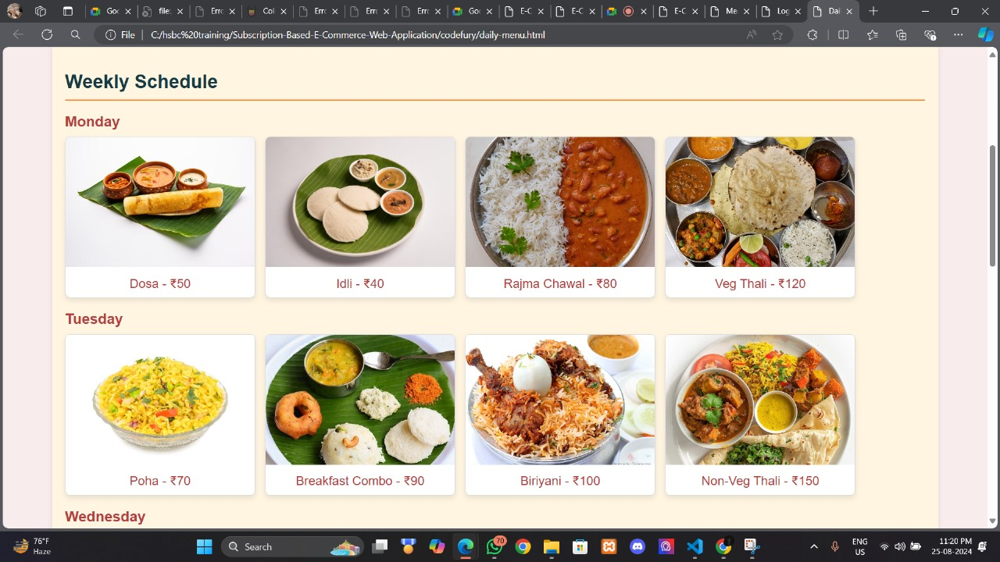 Goo
file:
Erro
Col
Erro
Erro
Erro
Goo
E-C
E-C
E-C
Me
Log
Dai
File
C:/hsbc%20training/Subscription-Based-E-Commerce-Web-Application/codefury/daily-menu.html
Weekly Schedule
Monday
Dosa - ₹50
Idli - ₹40
Rajma Chawal - ₹80
Veg Thali - ₹120
Tuesday
Poha - ₹70
Breakfast Combo - ₹90
Biriyani - ₹100
Non-Veg Thali - ₹150
Wednesday
76°F
Haze
Search
70
ENG
US
11:20 PM
25-08-2024